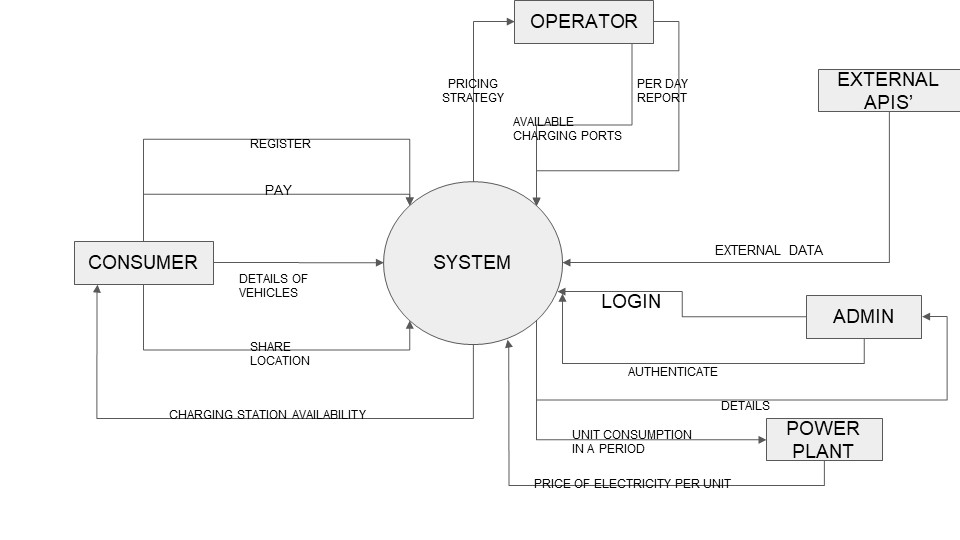 OPERATOR
EXTERNAL
APIS’
PRICING
STRATEGY
PER DAY
REPORT
AVAILABLE
CHARGING PORTS
REGISTER
PAY
EXTERNAL DATA
CONSUMER
SYSTEM
DETAILS OF
VEHICLES
LOGIN
ADMIN
SHARE
LOCATION
AUTHENTICATE
CHARGING STATION AVAILABILITY
DETAILS
POWER
PLANT
UNIT CONSUMPTION
IN A PERIOD
PRICE OF ELECTRICITY PER UNIT